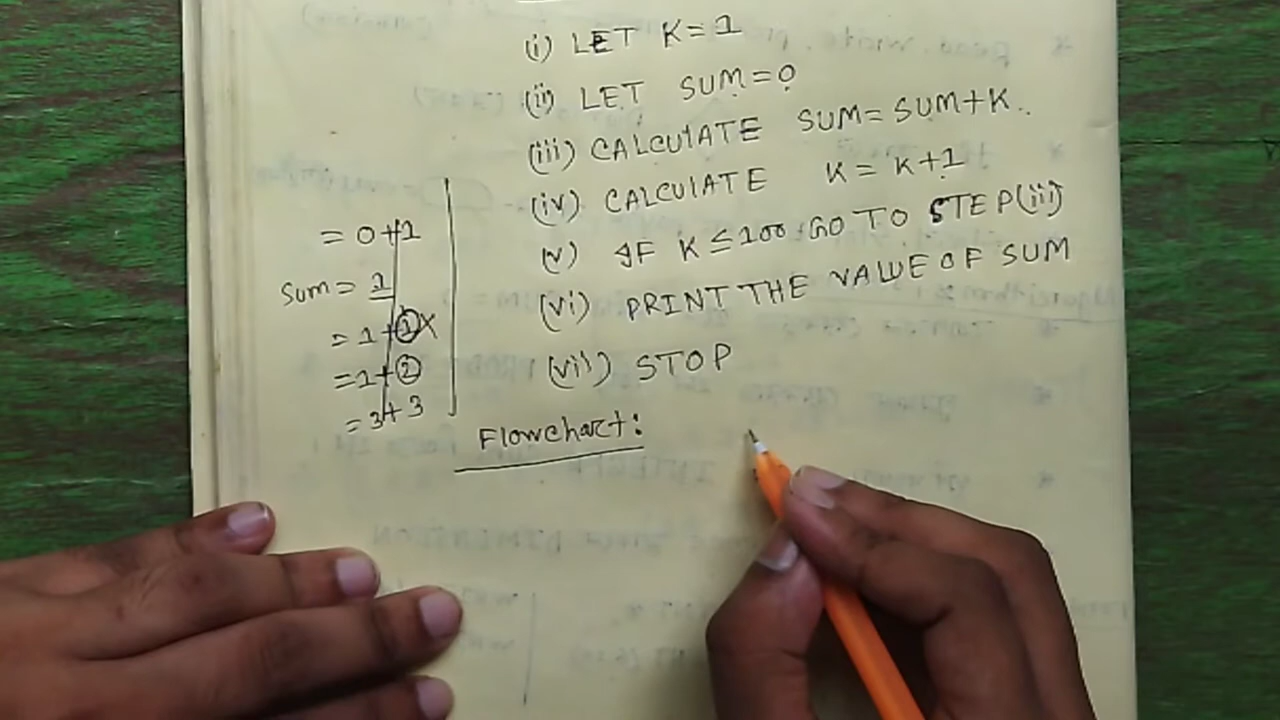 (i) LET K=1
(ii) LET SUM=0
(iii) CALCULATE SUM=SUM+K.
(iv) CALCULATE K=K+1
(v) IF K≤100 GO TO STEP(iii)
(vi) PRINT THE VALUE OF SUM
(vii) STOP
= 0+1
Sum= 1
= 1+1x
=1+2
=3+3
Flowchart: